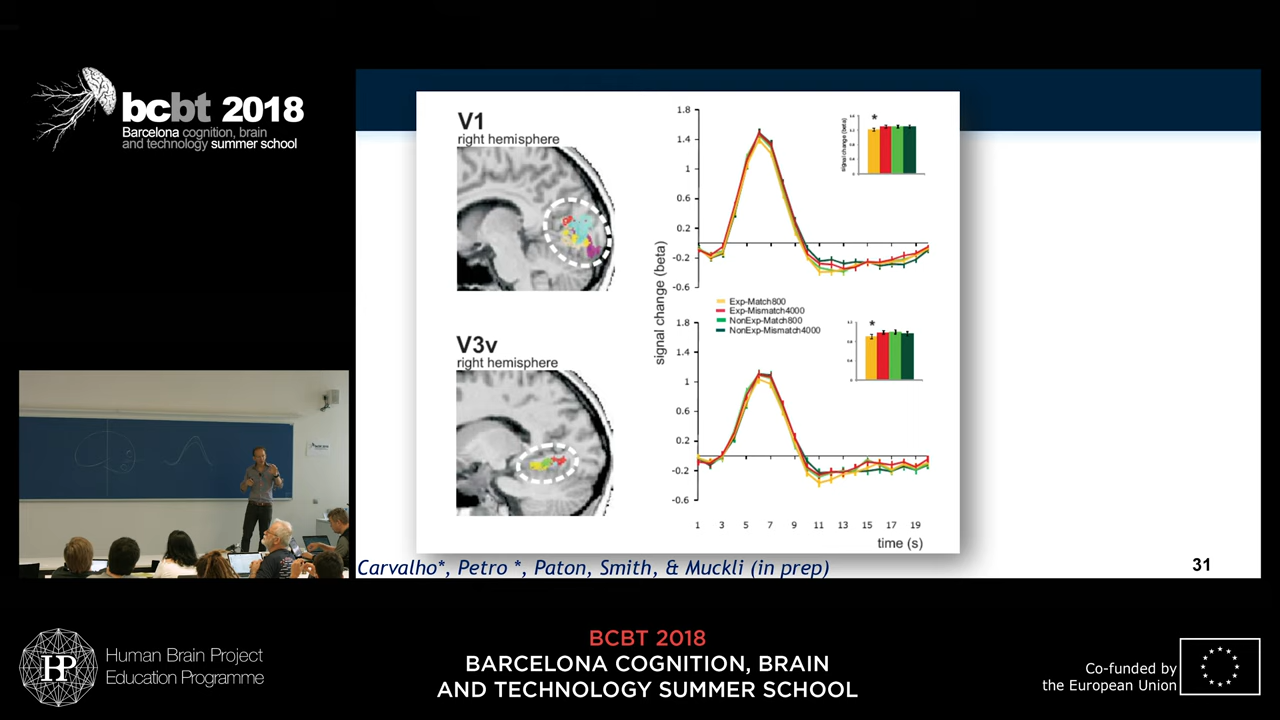 bcbt 2018
Barcelona cognition, brain
and technology summer school
V1
right hemisphere
V3v
right hemisphere
signal change (beta)
1.8
1.4
1
0.6
0.2
-0.2
-0.6
*
signal change (beta)
Exp-Match800
Exp-Mismatch4000
NonExp-Match800
NonExp-Mismatch4000
1.8
1.4
1
0.6
0.2
-0.2
-0.6
*
1 3 5 7 9 11 13 15 17 19
time (s)
Carvalho*, Petro *, Paton, Smith, & Muckli (in prep)
31
HP
Human Brain Project
Education Programme
BCBT 2018
BARCELONA COGNITION, BRAIN
AND TECHNOLOGY SUMMER SCHOOL
Co-funded by
the European Union